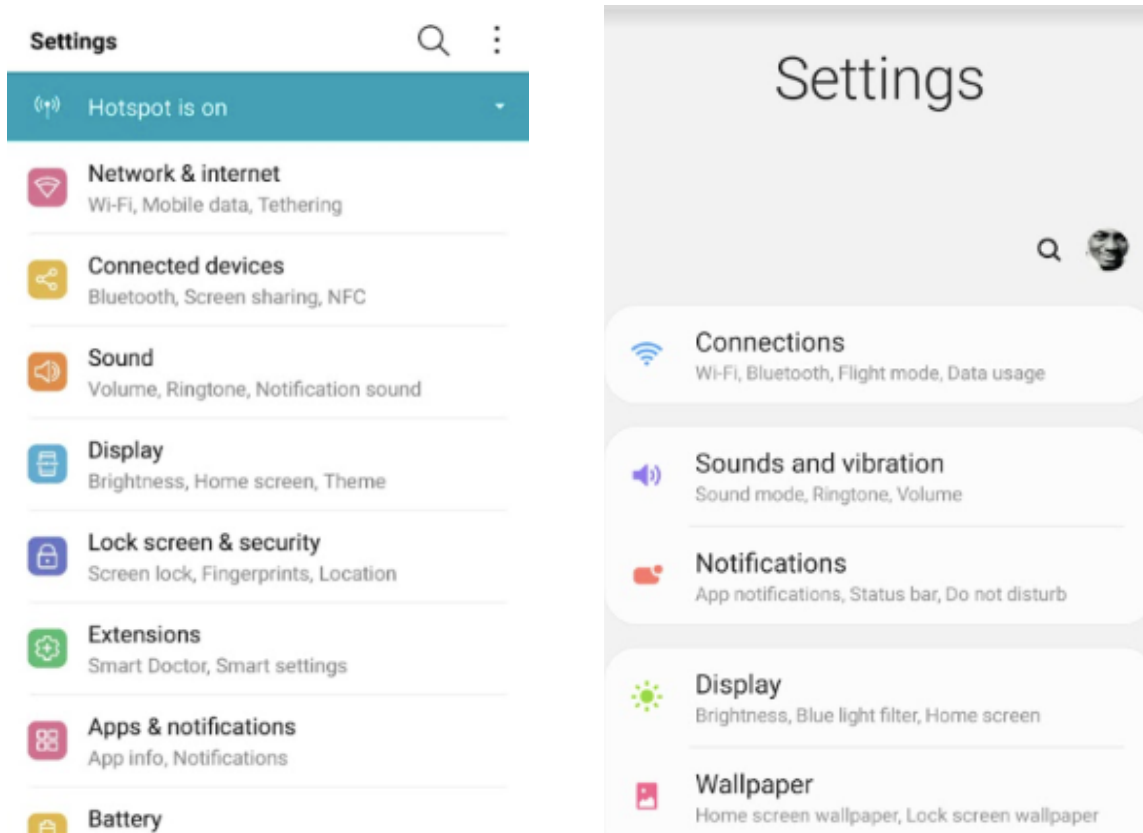 Settings
Hotspot is on
Network & internet
Wi-Fi, Mobile data, Tethering
Connected devices
Bluetooth, Screen sharing, NFC
Sound
Volume, Ringtone, Notification sound
Display
Brightness, Home screen, Theme
Lock screen & security
Screen lock, Fingerprints, Location
Extensions
Smart Doctor, Smart settings
Apps & notifications
App info, Notifications
Battery
Settings
Connections
Wi-Fi, Bluetooth, Flight mode, Data usage
Sounds and vibration
Sound mode, Ringtone, Volume
Notifications
App notifications, Status bar, Do not disturb
Display
Brightness, Blue light filter, Home screen
Wallpaper
Home screen wallpaper, Lock screen wallpaper